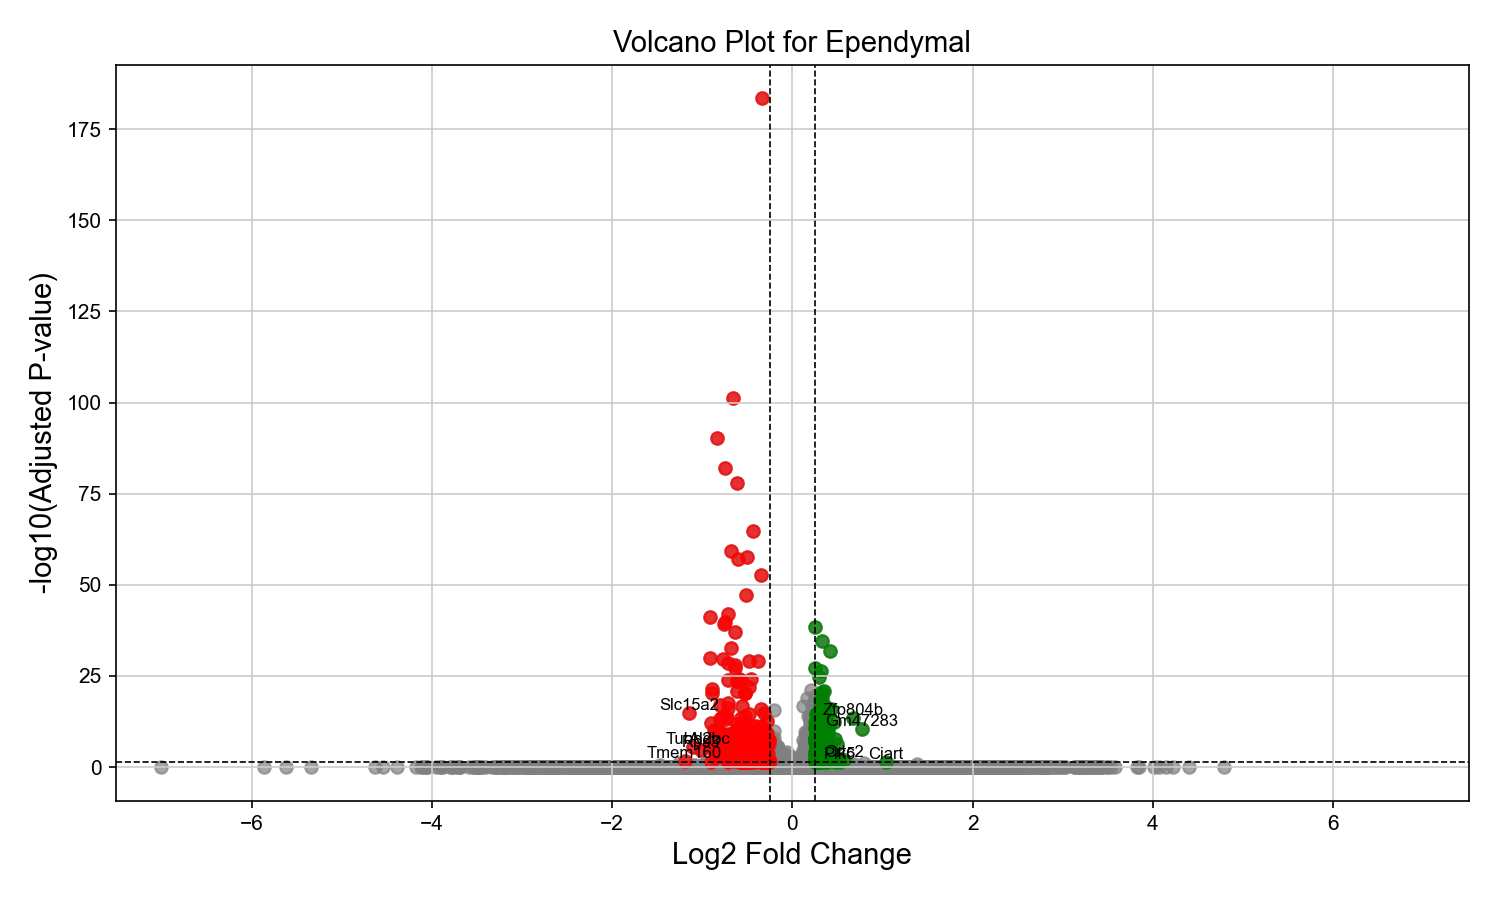 Volcano Plot for Ependymal
-log10(Adjusted P-value)
175
150
125
100
75
50
25
0
Slc15a2
Tmem160
Zfp804b
Gm47283
Ciart
−6
−4
−2
0
2
4
6
Log2 Fold Change